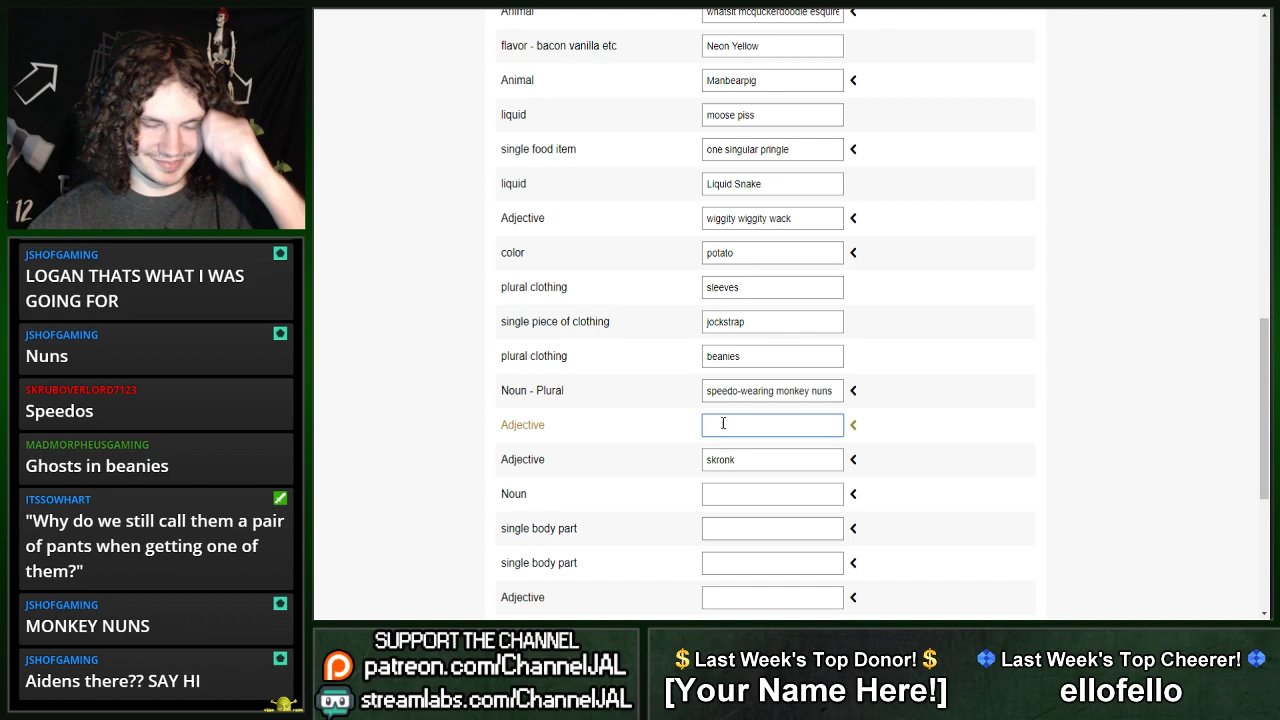 12
JSHOFGAMING
LOGAN THATS WHAT I WAS
GOING FOR
JSHOFGAMING
Nuns
SKRUBOVERLORD7123
Speedos
MADMORPHEUSGAMING
Ghosts in beanies
ITSSOWHART
"Why do we still call them a pair
of pants when getting one of
them?"
JSHOFGAMING
MONKEY NUNS
JSHOFGAMING
Aidens there?? SAY HI
Animal whatsit mcquckerdoodle esquire
flavor - bacon vanilla etc Neon Yellow
Animal Manbearpig
liquid moose piss
single food item one singular pringle
liquid Liquid Snake
Adjective wiggity wiggity wack
color potato
plural clothing sleeves
single piece of clothing jockstrap
plural clothing beanies
Noun - Plural speedo-wearing monkey nuns
Adjective
Adjective skronk
Noun
single body part
single body part
Adjective
SUPPORT THE CHANNEL
patreon.com/ChannelJAL
streamlabs.com/ChannelJAL
$ Last Week's Top Donor! $
[Your Name Here!]
Last Week's Top Cheerer!
ellofello